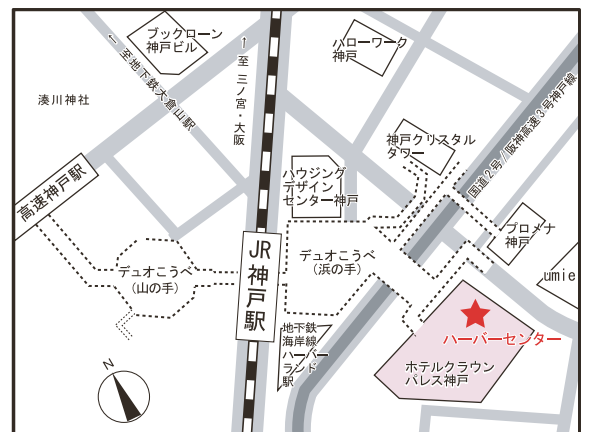 ブックローン
神戸ビル
← 至地下鉄大倉山駅
↑至 三ノ宮・大阪
ハローワーク
神戸
湊川神社
神戸クリスタル
タワー
国道2号/阪神高速3号神戸線
高速神戸駅
ハウジング
デザイン
センター神戸
プロメナ
神戸
JR神戸駅
デュオこうべ
(浜の手)
デュオこうべ
(山の手)
umie
地下鉄
海岸線
ハーバー
ランド
駅
ハーバーセンター
ホテルクラウン
パレス神戸
N